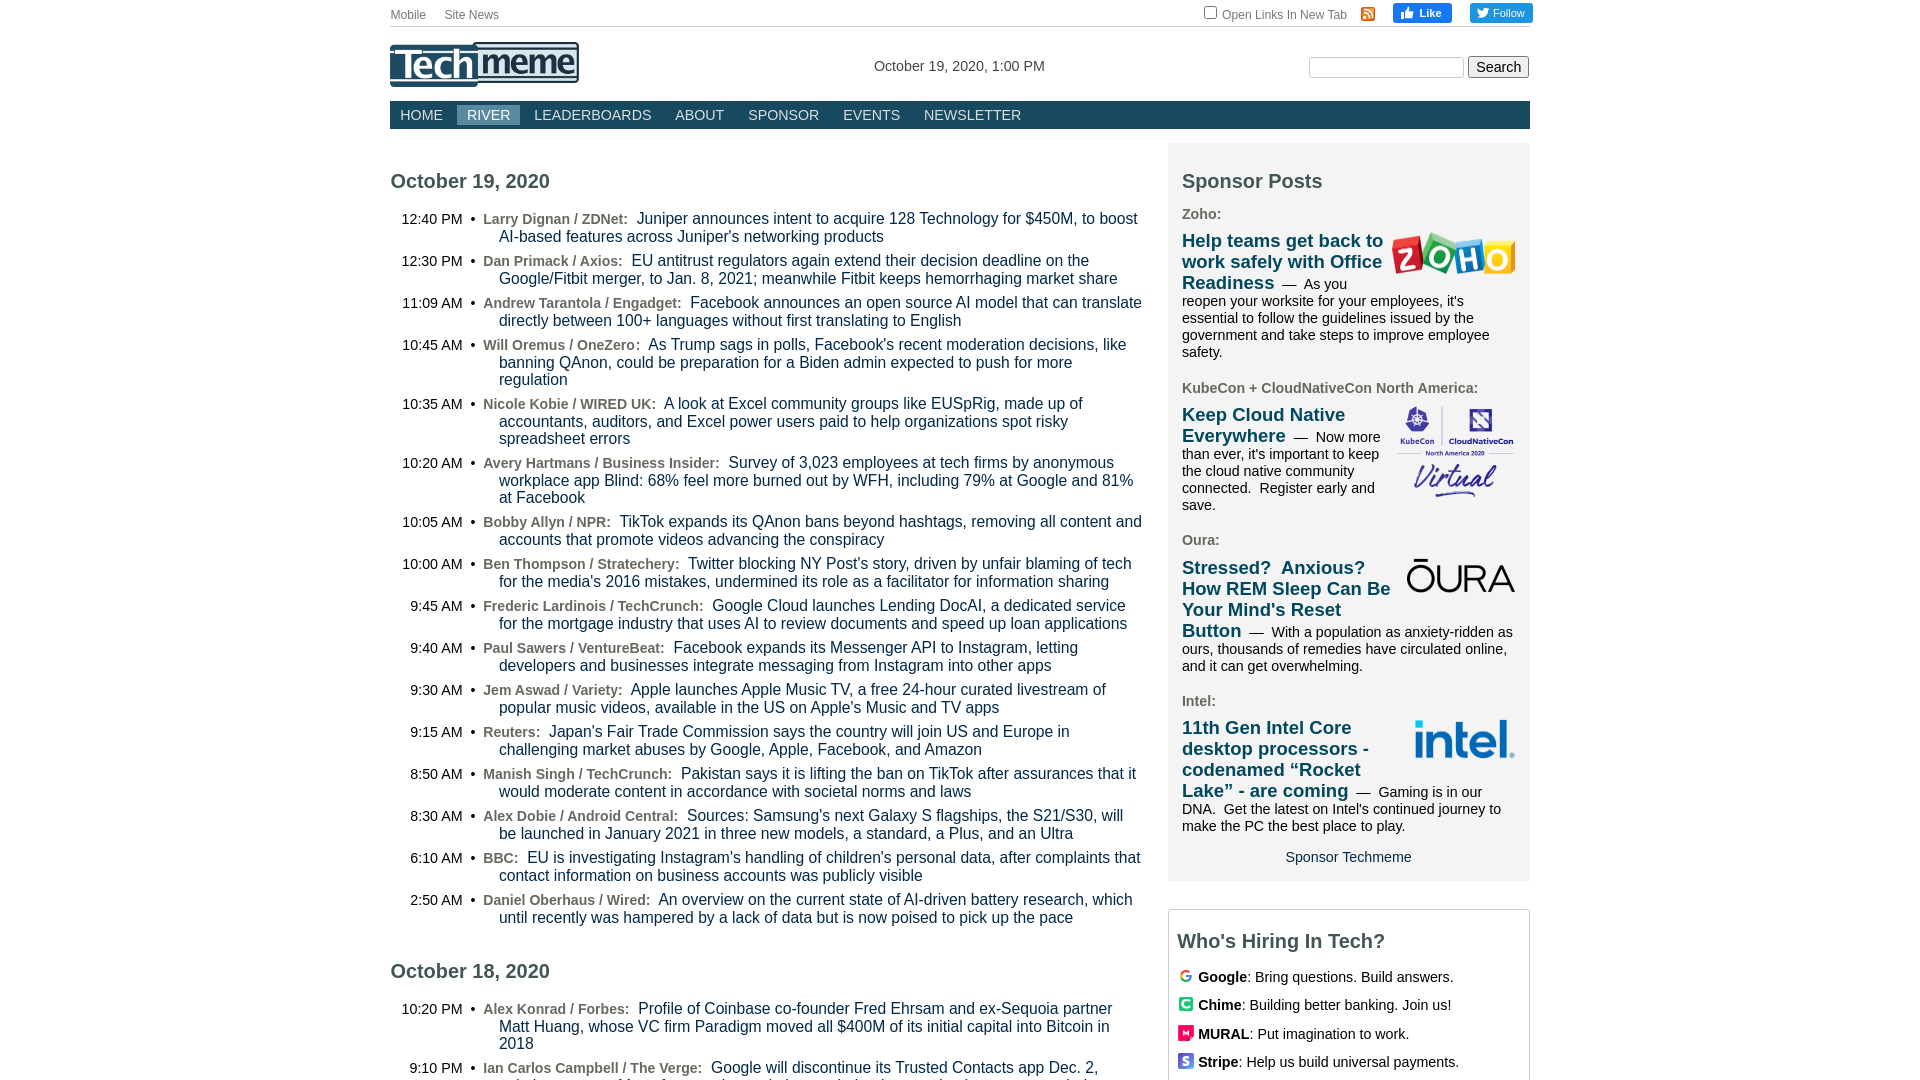 Mobile Site News
Open Links In New Tab
Like
Follow
Techmeme
October 19, 2020, 1:00 PM
Search
HOME RIVER LEADERBOARDS ABOUT SPONSOR EVENTS NEWSLETTER
October 19, 2020
12:40 PM • Larry Dignan / ZDNet: Juniper announces intent to acquire 128 Technology for $450M, to boost
AI-based features across Juniper's networking products
12:30 PM • Dan Primack / Axios: EU antitrust regulators again extend their decision deadline on the
Google/Fitbit merger, to Jan. 8, 2021; meanwhile Fitbit keeps hemorrhaging market share
11:09 AM • Andrew Tarantola / Engadget: Facebook announces an open source AI model that can translate
directly between 100+ languages without first translating to English
10:45 AM • Will Oremus / OneZero: As Trump sags in polls, Facebook's recent moderation decisions, like
banning QAnon, could be preparation for a Biden admin expected to push for more
regulation
10:35 AM • Nicole Kobie / WIRED UK: A look at Excel community groups like EUSpRig, made up of
accountants, auditors, and Excel power users paid to help organizations spot risky
spreadsheet errors
10:20 AM • Avery Hartmans / Business Insider: Survey of 3,023 employees at tech firms by anonymous
workplace app Blind: 68% feel more burned out by WFH, including 79% at Google and 81%
at Facebook
10:05 AM • Bobby Allyn / NPR: TikTok expands its QAnon bans beyond hashtags, removing all content and
accounts that promote videos advancing the conspiracy
10:00 AM • Ben Thompson / Stratechery: Twitter blocking NY Post's story, driven by unfair blaming of tech
for the media's 2016 mistakes, undermined its role as a facilitator for information sharing
9:45 AM • Frederic Lardinois / TechCrunch: Google Cloud launches Lending DocAI, a dedicated service
for the mortgage industry that uses AI to review documents and speed up loan applications
9:40 AM • Paul Sawers / VentureBeat: Facebook expands its Messenger API to Instagram, letting
developers and businesses integrate messaging from Instagram into other apps
9:30 AM • Jem Aswad / Variety: Apple launches Apple Music TV, a free 24-hour curated livestream of
popular music videos, available in the US on Apple's Music and TV apps
9:15 AM • Reuters: Japan's Fair Trade Commission says the country will join US and Europe in
challenging market abuses by Google, Apple, Facebook, and Amazon
8:50 AM • Manish Singh / TechCrunch: Pakistan says it is lifting the ban on TikTok after assurances that it
would moderate content in accordance with societal norms and laws
8:30 AM • Alex Dobie / Android Central: Sources: Samsung's next Galaxy S flagships, the S21/S30, will
be launched in January 2021 in three new models, a standard, a Plus, and an Ultra
6:10 AM • BBC: EU is investigating Instagram's handling of children's personal data, after complaints that
contact information on business accounts was publicly visible
2:50 AM • Daniel Oberhaus / Wired: An overview on the current state of AI-driven battery research, which
until recently was hampered by a lack of data but is now poised to pick up the pace
October 18, 2020
10:20 PM • Alex Konrad / Forbes: Profile of Coinbase co-founder Fred Ehrsam and ex-Sequoia partner
Matt Huang, whose VC firm Paradigm moved all $400M of its initial capital into Bitcoin in
2018
9:10 PM • Ian Carlos Campbell / The Verge: Google will discontinue its Trusted Contacts app Dec. 2,
Sponsor Posts
Zoho:
ZOHO
Help teams get back to
work safely with Office
Readiness — As you
reopen your worksite for your employees, it's
essential to follow the guidelines issued by the
government and take steps to improve employee
safety.
KubeCon + CloudNativeCon North America:
KubeCon CloudNativeCon
North America 2020
Virtual
Keep Cloud Native
Everywhere — Now more
than ever, it's important to keep
the cloud native community
connected. Register early and
save.
Oura:
ŌURA
Stressed? Anxious?
How REM Sleep Can Be
Your Mind's Reset
Button — With a population as anxiety-ridden as
ours, thousands of remedies have circulated online,
and it can get overwhelming.
Intel:
intel®
11th Gen Intel Core
desktop processors -
codenamed “Rocket
Lake” - are coming — Gaming is in our
DNA. Get the latest on Intel's continued journey to
make the PC the best place to play.
Sponsor Techmeme
Who's Hiring In Tech?
Google: Bring questions. Build answers.
Chime: Building better banking. Join us!
MURAL: Put imagination to work.
Stripe: Help us build universal payments.